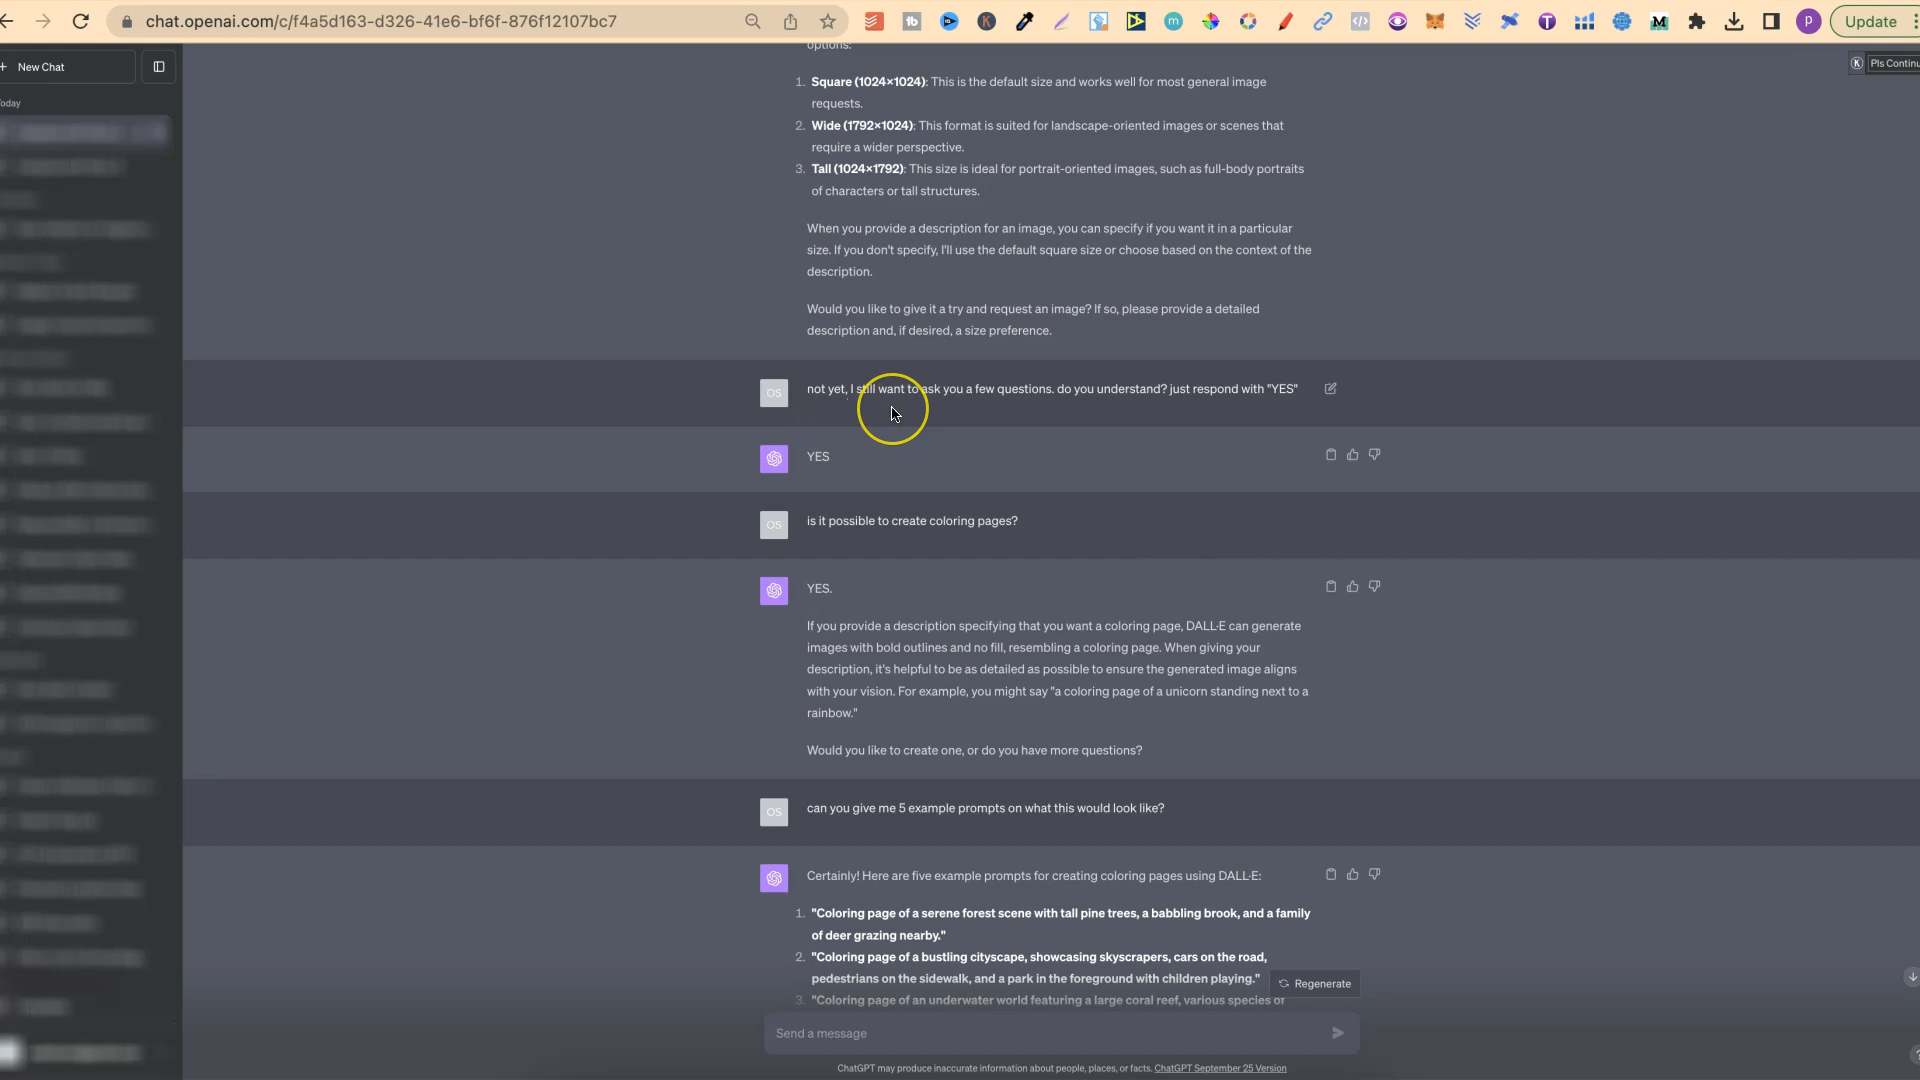 chat.openai.com/c/f4a5d163-d326-41e6-bf6f-876f12107bc7
Update
+ New Chat
Pls Continu
oday
options:
1. Square (1024×1024): This is the default size and works well for most general image
requests.
2. Wide (1792×1024): This format is suited for landscape-oriented images or scenes that
require a wider perspective.
3. Tall (1024×1792): This size is ideal for portrait-oriented images, such as full-body portraits
of characters or tall structures.
When you provide a description for an image, you can specify if you want it in a particular
size. If you don't specify, I'll use the default square size or choose based on the context of the
description.
Would you like to give it a try and request an image? If so, please provide a detailed
description and, if desired, a size preference.
OS
not yet, I still want to ask you a few questions. do you understand? just respond with "YES"
YES
OS
is it possible to create coloring pages?
YES.
If you provide a description specifying that you want a coloring page, DALL·E can generate
images with bold outlines and no fill, resembling a coloring page. When giving your
description, it's helpful to be as detailed as possible to ensure the generated image aligns
with your vision. For example, you might say "a coloring page of a unicorn standing next to a
rainbow."
Would you like to create one, or do you have more questions?
OS
can you give me 5 example prompts on what this would look like?
Certainly! Here are five example prompts for creating coloring pages using DALL·E:
1. "Coloring page of a serene forest scene with tall pine trees, a babbling brook, and a family
of deer grazing nearby."
2. "Coloring page of a bustling cityscape, showcasing skyscrapers, cars on the road,
pedestrians on the sidewalk, and a park in the foreground with children playing."
3. "Coloring page of an underwater world featuring a large coral reef, various species of
Regenerate
Send a message
ChatGPT may produce inaccurate information about people, places, or facts. ChatGPT September 25 Version